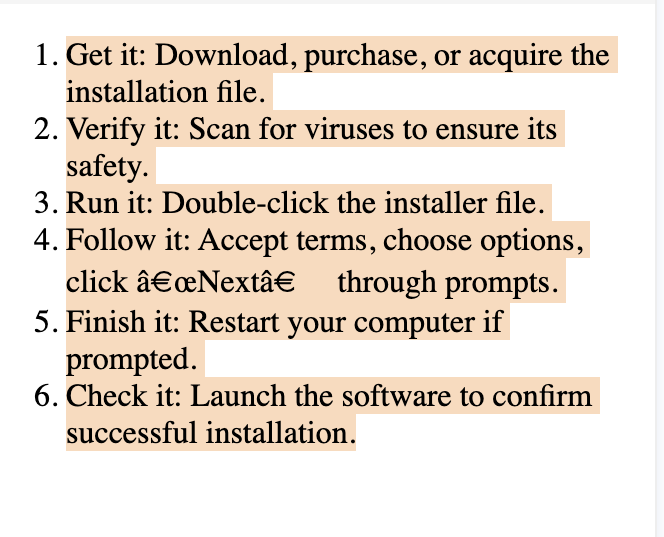 1. Get it: Download, purchase, or acquire the
installation file.
2. Verify it: Scan for viruses to ensure its
safety.
3. Run it: Double-click the installer file.
4. Follow it: Accept terms, choose options,
click â€œNextâ€ through prompts.
5. Finish it: Restart your computer if
prompted.
6. Check it: Launch the software to confirm
successful installation.